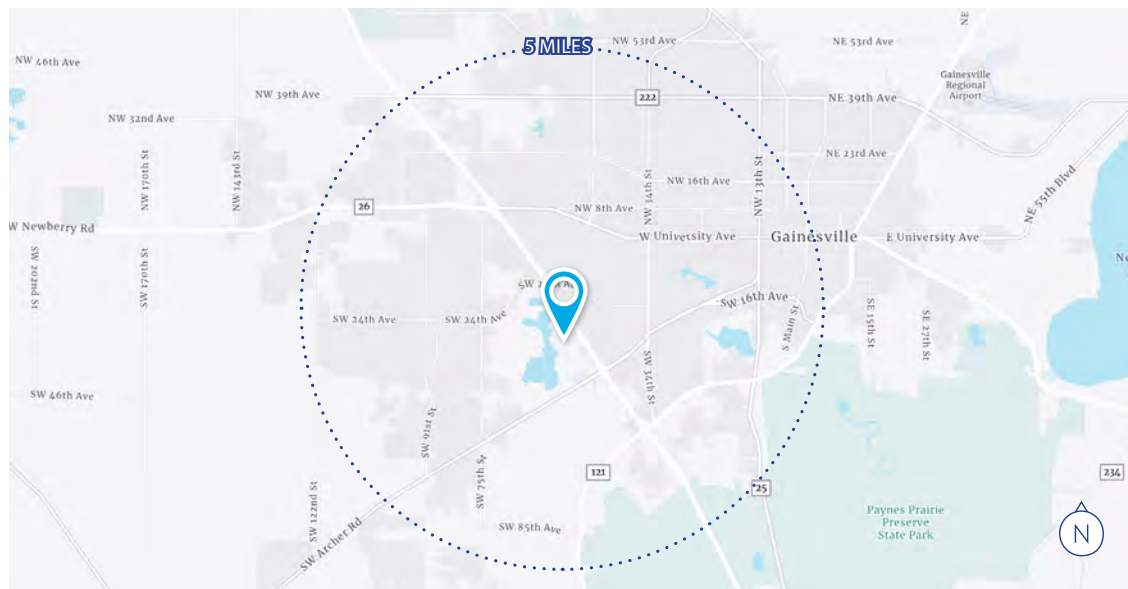 5 MILES
NW 53rd Ave
NE 53rd Ave
NE
NW 46th Ave
Gainesville
Regional
Airport
NW 39th Ave
222
NE 39th Ave
NW 32nd Ave
NE 23rd Ave
NW 170th St
NW 143rd St
NW 34th St
NW 13th St
NW 16th Ave
NE 55th Blvd
26
NW 8th Ave
W Newberry Rd
W University Ave
Gainesville
E University Ave
SW 202nd St
SW 170th St
SW 16th Ave
SW 24th Ave
SW 24th Ave
S Main St
SE 15th St
SE 27th St
SW 34th St
SW 46th Ave
SW 91st St
SW 75th St
121
25
234
SW 122nd St
SW 85th Ave
SW Archer Rd
Paynes Prairie
Preserve
State Park
N